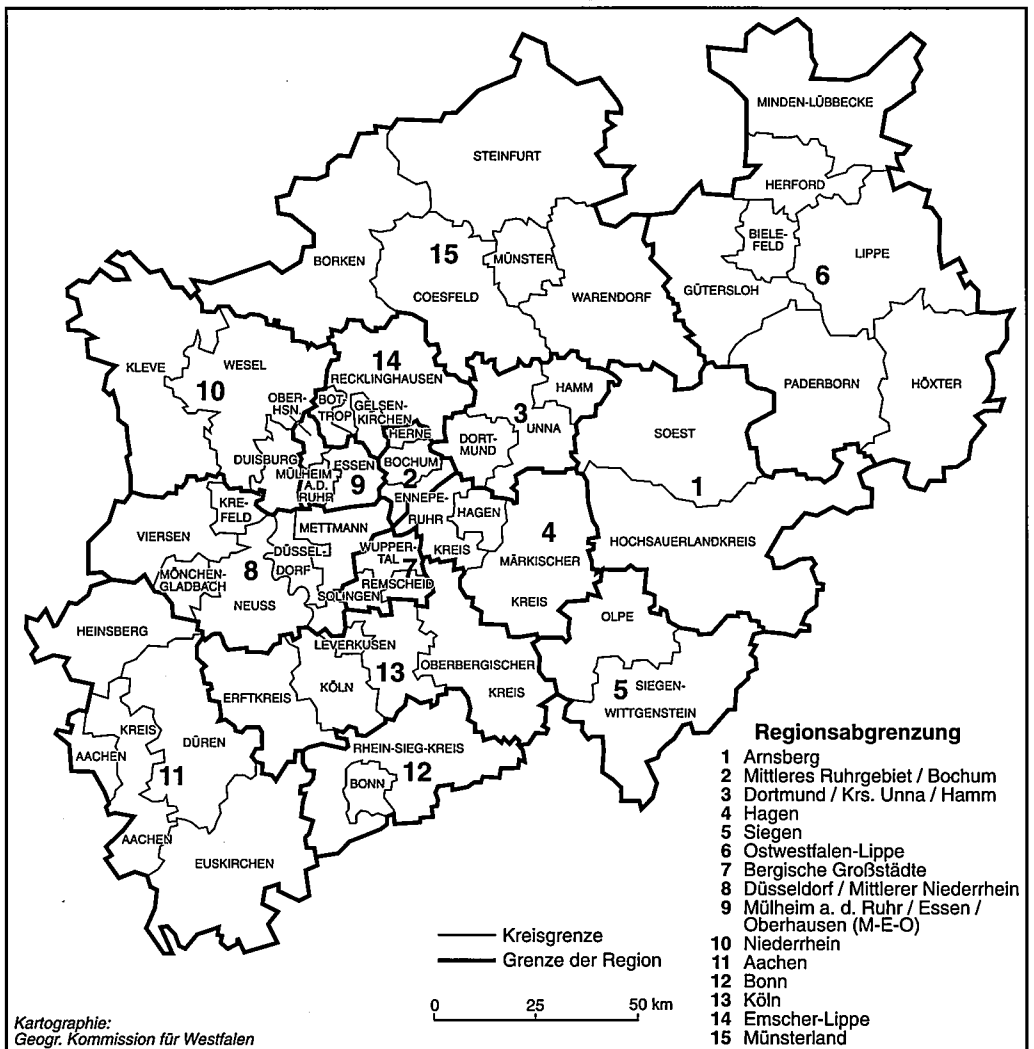 MINDEN-LÜBBECKE
STEINFURT
HERFORD
BIELE-
FELD
LIPPE
BORKEN
15
MÜNSTER
6
COESFELD
WARENDORF
GÜTERSLOH
KLEVE
WESEL
14
RECKLINGHAUSEN
HAMM
PADERBORN
HÖXTER
10
OBER-
HSN.
BOT-
TROP
GELSEN-
KIRCHEN
HERNE
3
UNNA
DORT-
MUND
SOEST
DUISBURG
MÜLHEIM
A.D.
RUHR
ESSEN
9
BOCHUM
2
1
KRE-
FELD
ENNEPE-
RUHR
KREIS
HAGEN
4
MÄRKISCHER
KREIS
HOCHSAUERLANDKREIS
VIERSEN
METTMANN
DÜSSEL-
DORF
WUPPER-
TAL
7
REMSCHEID
SOLINGEN
MÖNCHEN-
GLADBACH
8
NEUSS
HEINSBERG
LEVERKUSEN
OLPE
ERFTKREIS
KÖLN
13
OBERBERGISCHER
KREIS
5
SIEGEN-
WITTGENSTEIN
KREIS
AACHEN
DÜREN
11
RHEIN-SIEG-KREIS
BONN
12
AACHEN
EUSKIRCHEN
Regionsabgrenzung
1 Arnsberg
2 Mittleres Ruhrgebiet / Bochum
3 Dortmund / Krs. Unna / Hamm
4 Hagen
5 Siegen
6 Ostwestfalen-Lippe
7 Bergische Großstädte
8 Düsseldorf / Mittlerer Niederrhein
9 Mülheim a. d. Ruhr / Essen /
Oberhausen (M-E-O)
10 Niederrhein
11 Aachen
12 Bonn
13 Köln
14 Emscher-Lippe
15 Münsterland
Kreisgrenze
Grenze der Region
0 25 50 km
Kartographie:
Geogr. Kommission für Westfalen